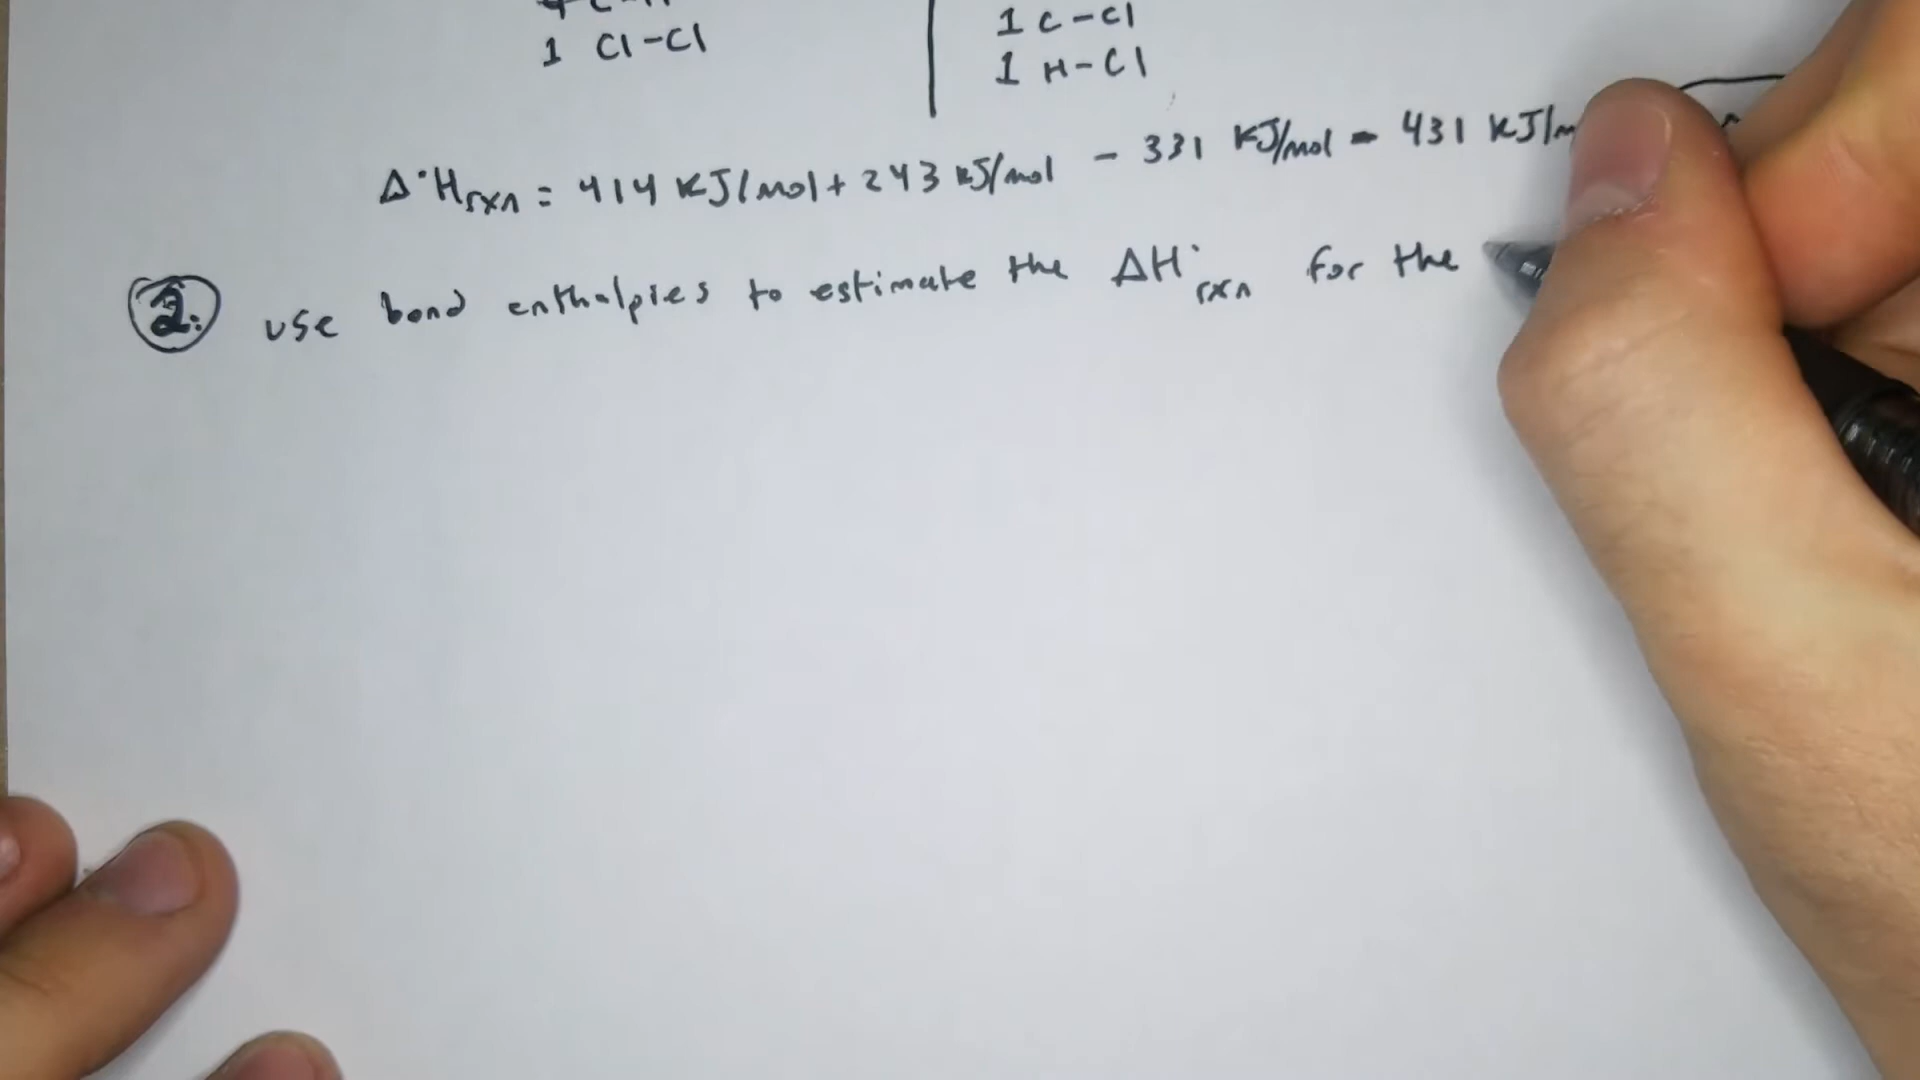 1 Cl-Cl
1 C-Cl
1 H-Cl
Δ°Hrxn = 414 KJ/mol + 243 kJ/mol - 331 KJ/mol - 431 KJ/m
2. use bond enthalpies to estimate the ΔH°rxn for the